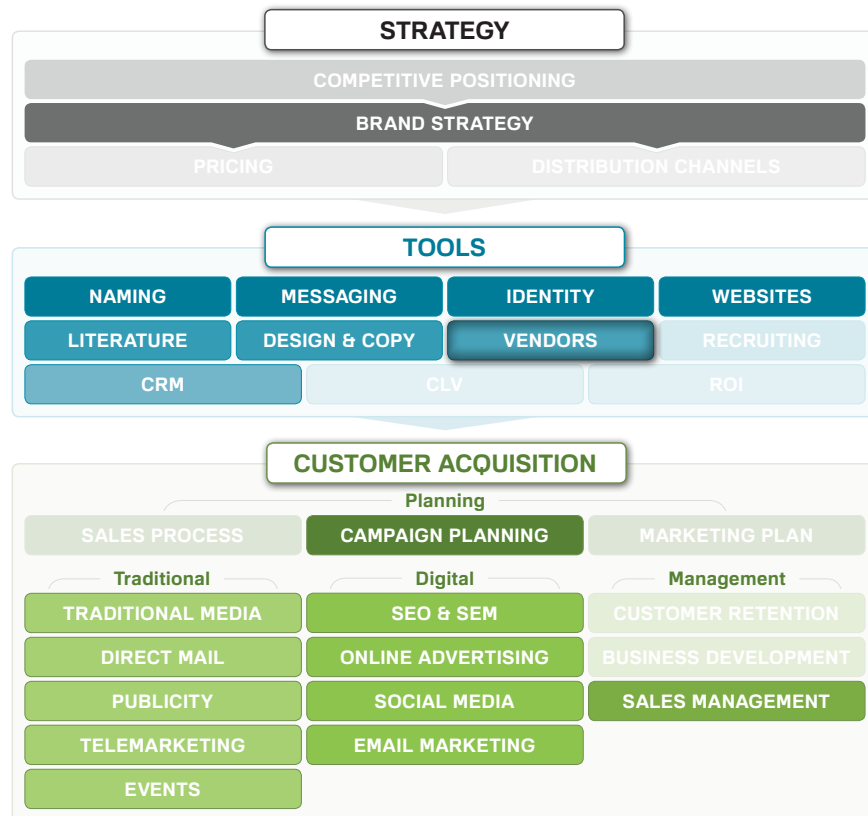 STRATEGY
COMPETITIVE POSITIONING
BRAND STRATEGY
PRICING
DISTRIBUTION CHANNELS
TOOLS
NAMING
MESSAGING
IDENTITY
WEBSITES
LITERATURE
DESIGN & COPY
VENDORS
RECRUITING
CRM
CLV
ROI
CUSTOMER ACQUISITION
Planning
SALES PROCESS
CAMPAIGN PLANNING
MARKETING PLAN
Traditional
Digital
Management
TRADITIONAL MEDIA
SEO & SEM
CUSTOMER RETENTION
DIRECT MAIL
ONLINE ADVERTISING
BUSINESS DEVELOPMENT
PUBLICITY
SOCIAL MEDIA
SALES MANAGEMENT
TELEMARKETING
EMAIL MARKETING
EVENTS